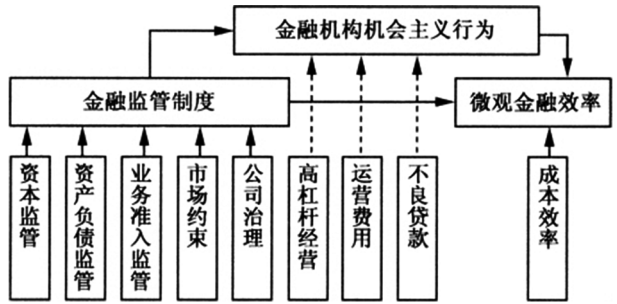 金融机构机会主义行为
金融监管制度
微观金融效率
资本监管
资产负债监管
业务准入监管
市场约束
公司治理
高杠杆经营
运营费用
不良贷款
成本效率